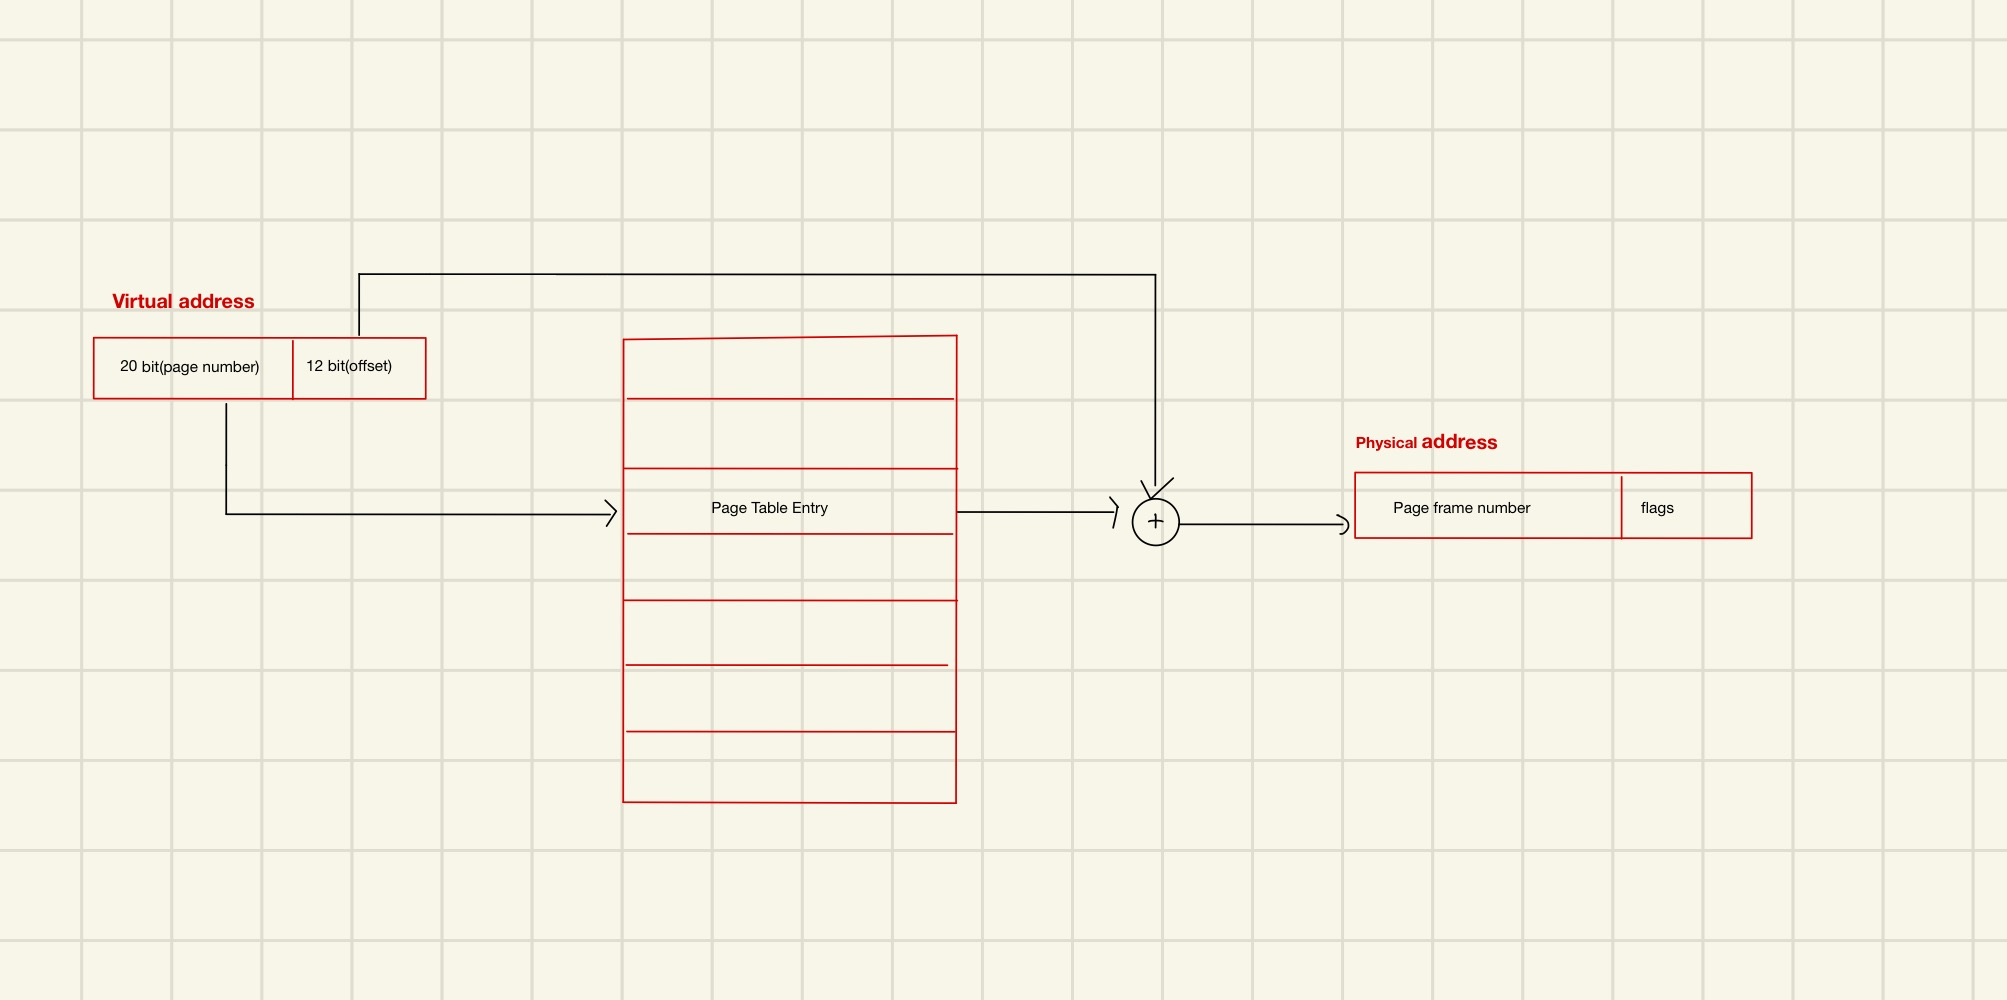 Virtual address
20 bit(page number)
12 bit(offset)
Page Table Entry
+
Physical address
Page frame number
flags